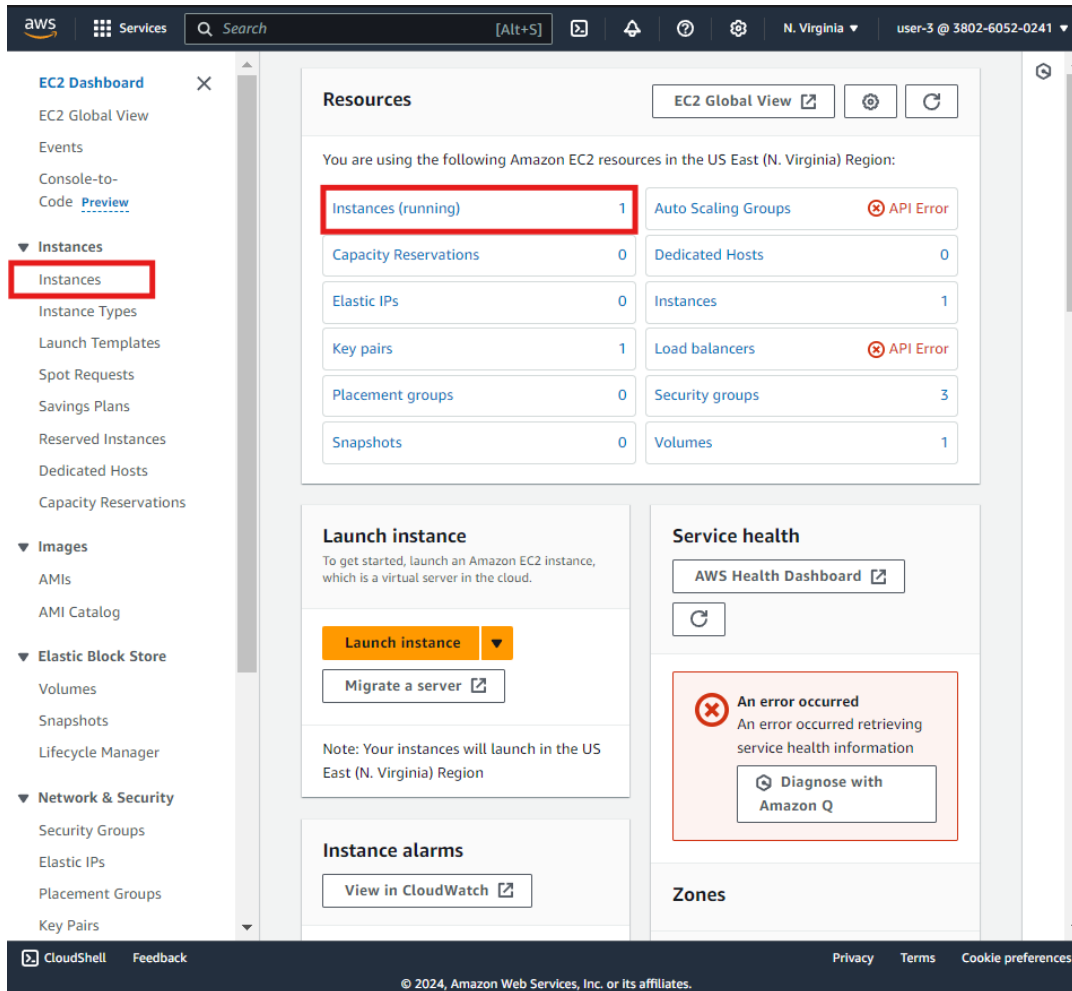 aws
Services
Search
[Alt+S]
N. Virginia
user-3 @ 3802-6052-0241
EC2 Dashboard
EC2 Global View
Events
Console-to-
Code Preview
Instances
Instances
Instance Types
Launch Templates
Spot Requests
Savings Plans
Reserved Instances
Dedicated Hosts
Capacity Reservations
Images
AMIs
AMI Catalog
Elastic Block Store
Volumes
Snapshots
Lifecycle Manager
Network & Security
Security Groups
Elastic IPs
Placement Groups
Key Pairs
Resources
EC2 Global View
You are using the following Amazon EC2 resources in the US East (N. Virginia) Region:
Instances (running) 1
Auto Scaling Groups API Error
Capacity Reservations 0
Dedicated Hosts 0
Elastic IPs 0
Instances 1
Key pairs 1
Load balancers API Error
Placement groups 0
Security groups 3
Snapshots 0
Volumes 1
Launch instance
To get started, launch an Amazon EC2 instance,
which is a virtual server in the cloud.
Launch instance
Migrate a server
Note: Your instances will launch in the US
East (N. Virginia) Region
Instance alarms
View in CloudWatch
Service health
AWS Health Dashboard
An error occurred
An error occurred retrieving
service health information
Diagnose with
Amazon Q
Zones
CloudShell
Feedback
Privacy
Terms
Cookie preferences
© 2024, Amazon Web Services, Inc. or its affiliates.